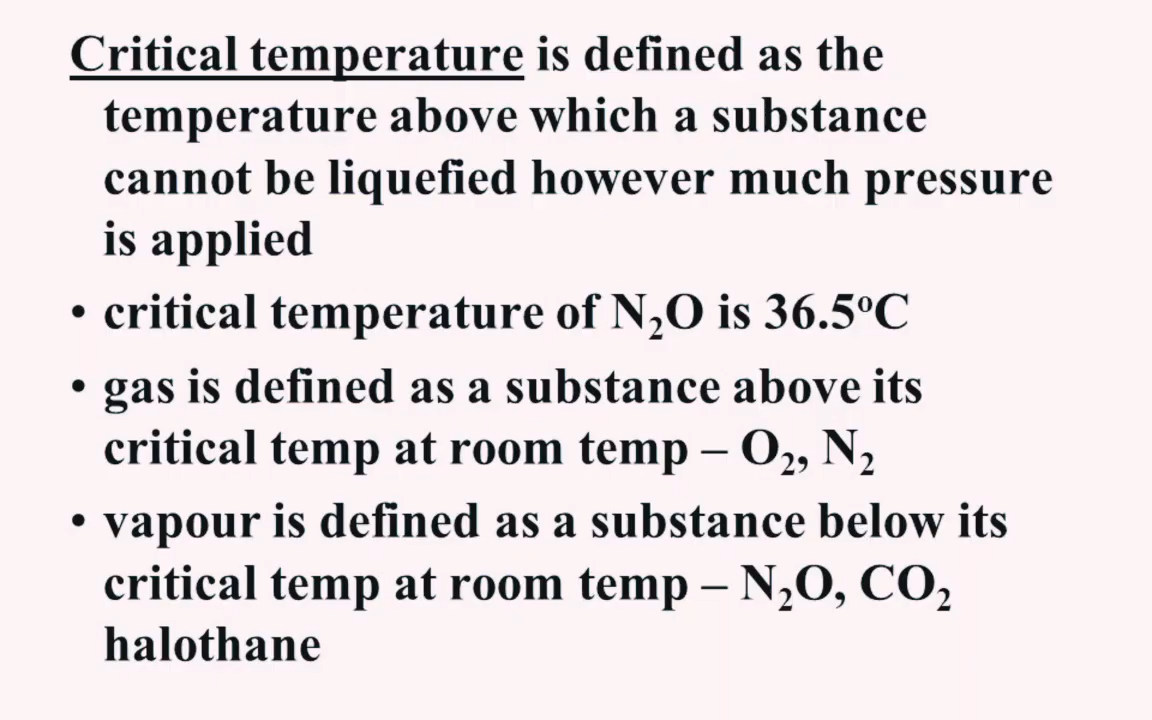 Critical temperature is defined as the
temperature above which a substance
cannot be liquefied however much pressure
is applied
• critical temperature of N₂O is 36.5ºC
• gas is defined as a substance above its
critical temp at room temp – O₂, N₂
• vapour is defined as a substance below its
critical temp at room temp – N₂O, CO₂
halothane